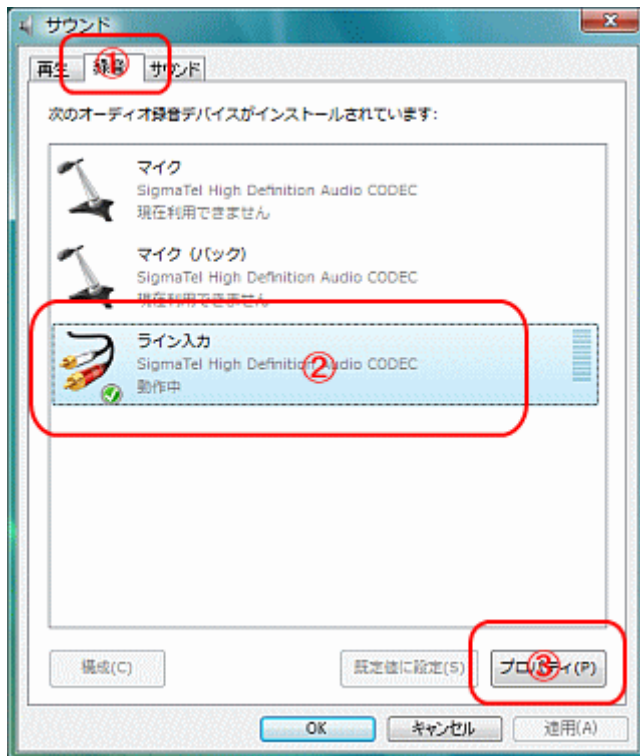 サウンド
再生 録音 サウンド
①
次のオーディオ録音デバイスがインストールされています:
マイク
SigmaTel High Definition Audio CODEC
現在利用できません
マイク (バック)
SigmaTel High Definition Audio CODEC
現在利用できません
ライン入力
SigmaTel High Definition Audio CODEC
②
動作中
構成(C) 既定値に設定(S) プロパティ(P)
③
OK キャンセル 適用(A)